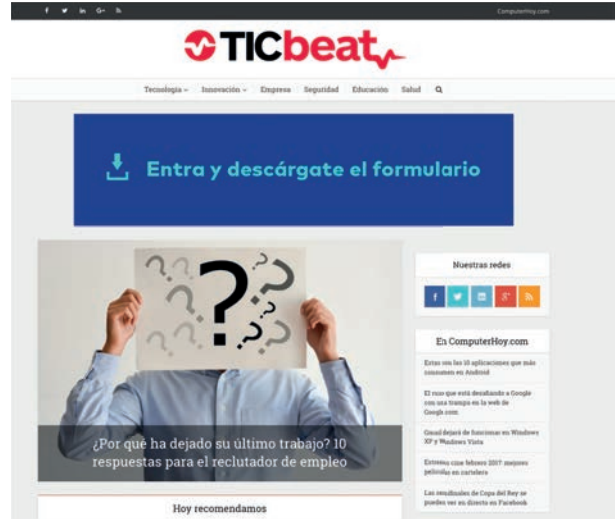 ComputerHoy.com
TICbeat
Tecnología Innovación Empresa Seguridad Educación Salud
Entra y descárgate el formulario
¿Por qué ha dejado su último trabajo? 10
respuestas para el reclutador de empleo
Hoy recomendamos
Nuestras redes
En ComputerHoy.com
Estas son las 10 aplicaciones que más
consumen en Android
El ruso que está desafiando a Google
con una trampa en la web de
Google.com
Gmail dejará de funcionar en Windows
XP y Windows Vista
Estrenos cine febrero 2017: mejores
películas en cartelera
Las semifinales de Copa del Rey se
pueden ver en directo en Facebook